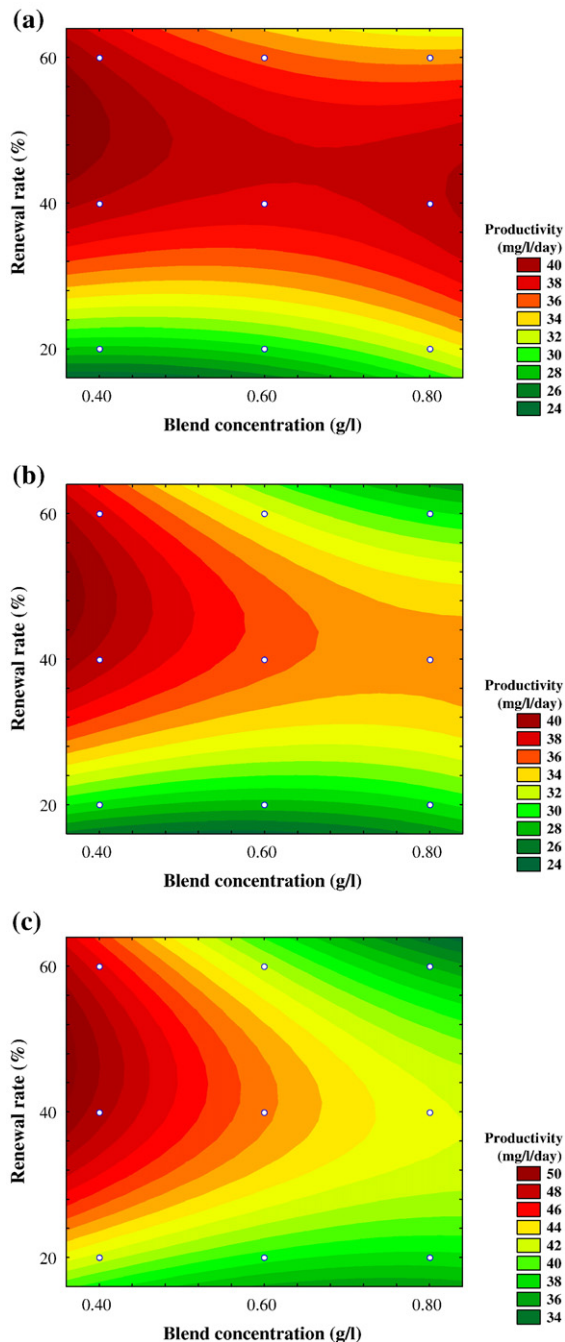 (a)
60
40
20
Renewal rate (%)
0.40 0.60 0.80
Blend concentration (g/l)
Productivity
(mg/l/day)
40
38
36
34
32
30
28
26
24
(b)
60
40
20
Renewal rate (%)
0.40 0.60 0.80
Blend concentration (g/l)
Productivity
(mg/l/day)
40
38
36
34
32
30
28
26
24
(c)
60
40
20
Renewal rate (%)
0.40 0.60 0.80
Blend concentration (g/l)
Productivity
(mg/l/day)
50
48
46
44
42
40
38
36
34